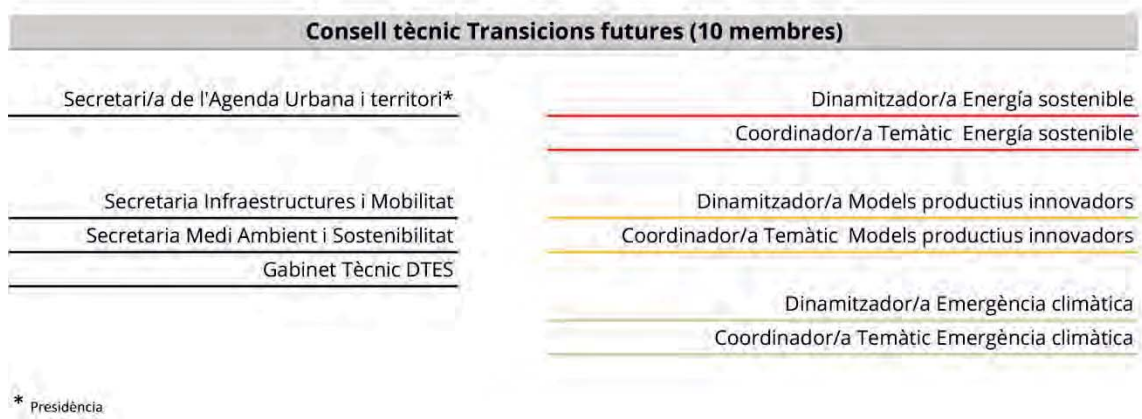 Consell tècnic Transicions futures (10 membres)
Secretari/a de l'Agenda Urbana i territori*
Secretaria Infraestructures i Mobilitat
Secretaria Medi Ambient i Sostenibilitat
Gabinet Tècnic DTES
Dinamitzador/a Energía sostenible
Coordinador/a Temàtic Energía sostenible
Dinamitzador/a Models productius innovadors
Coordinador/a Temàtic Models productius innovadors
Dinamitzador/a Emergència climàtica
Coordinador/a Temàtic Emergència climàtica
* Presidència